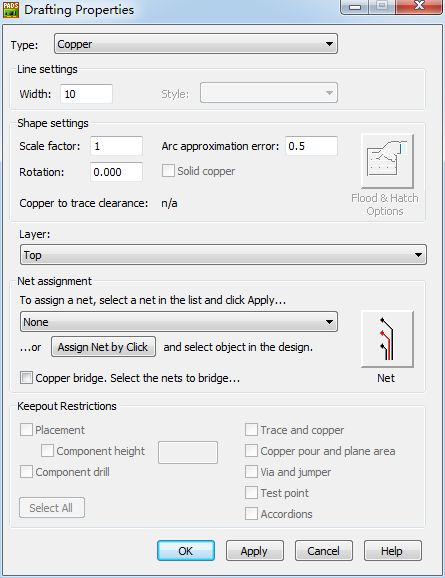 PADS Drafting Properties
Type: Copper
Line settings
Width: 10 Style:
Shape settings
Scale factor: 1 Arc approximation error: 0.5
Rotation: 0.000 Solid copper
Flood & Hatch
Options
Copper to trace clearance: n/a
Layer:
Top
Net assignment
To assign a net, select a net in the list and click Apply...
None
...or Assign Net by Click and select object in the design.
Net
Copper bridge. Select the nets to bridge...
Keepout Restrictions
Placement Trace and copper
Component height Copper pour and plane area
Component drill Via and jumper
Test point
Select All Accordions
OK Apply Cancel Help